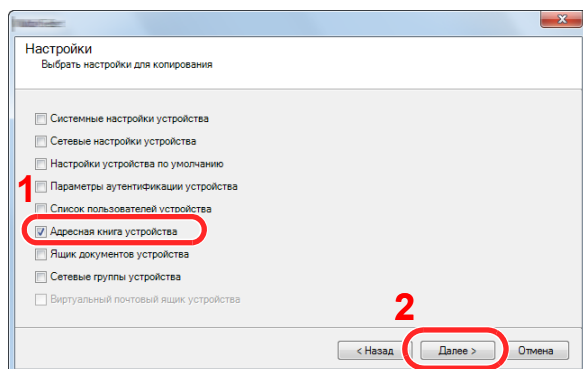 Настройки
Выбрать настройки для копирования
Системные настройки устройства
Сетевые настройки устройства
Настройки устройства по умолчанию
Параметры аутентификации устройства
1
Список пользователей устройства
Адресная книга устройства
Ящик документов устройства
Сетевые группы устройства
Виртуальный почтовый ящик устройства
2
< Назад Далее > Отмена